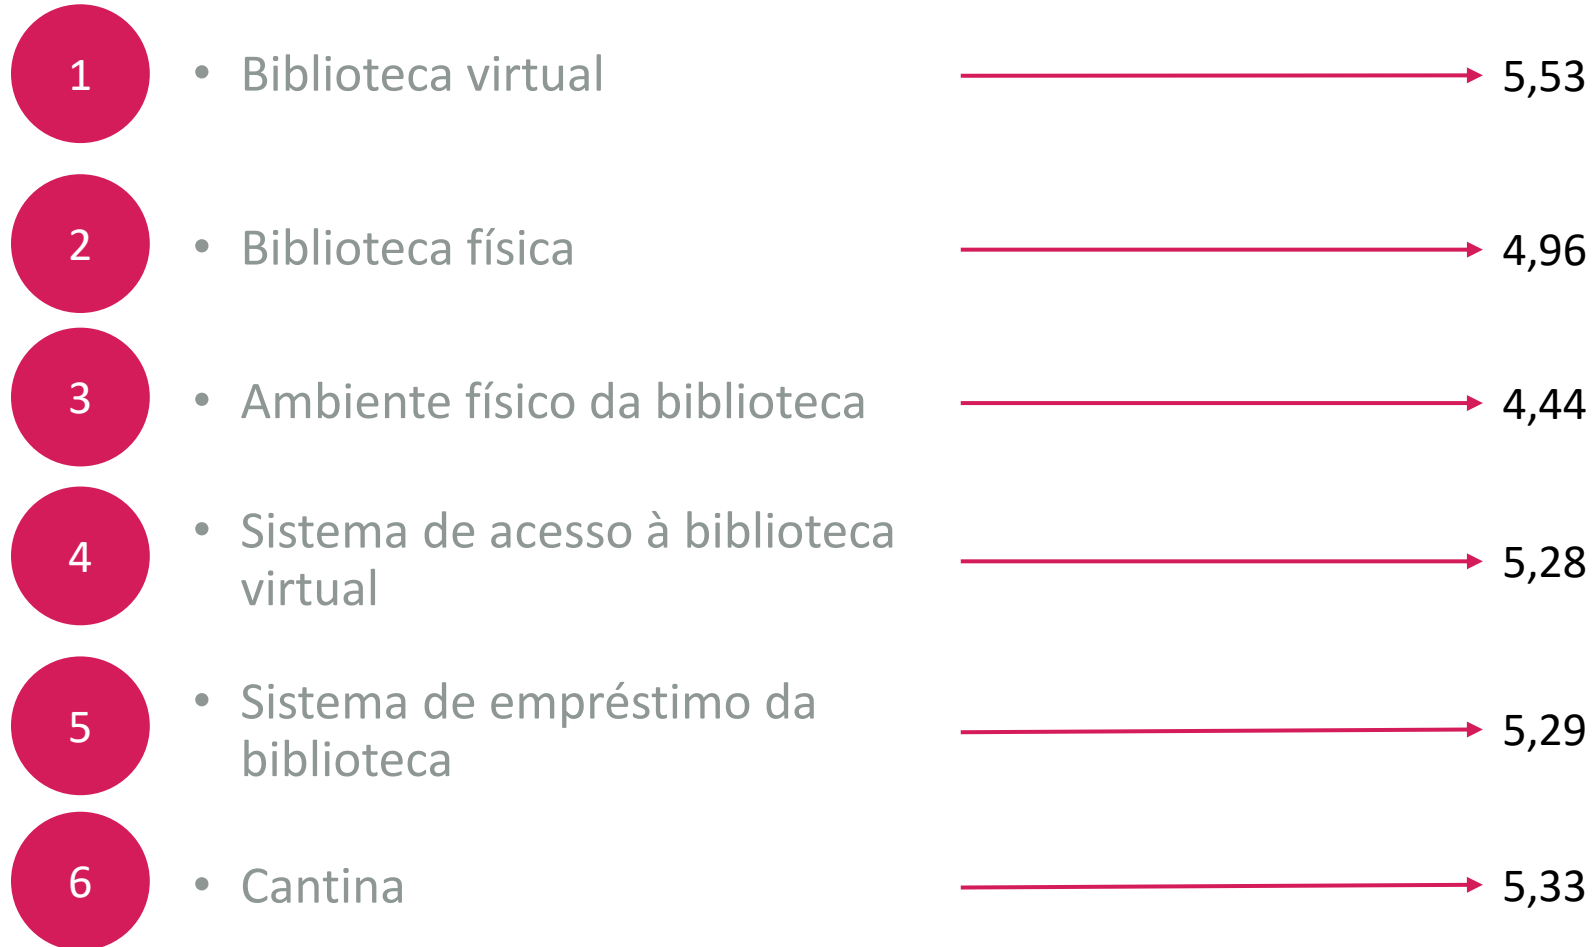 1 • Biblioteca virtual 5,53
2 • Biblioteca física 4,96
3 • Ambiente físico da biblioteca 4,44
4 • Sistema de acesso à biblioteca
virtual 5,28
5 • Sistema de empréstimo da
biblioteca 5,29
6 • Cantina 5,33